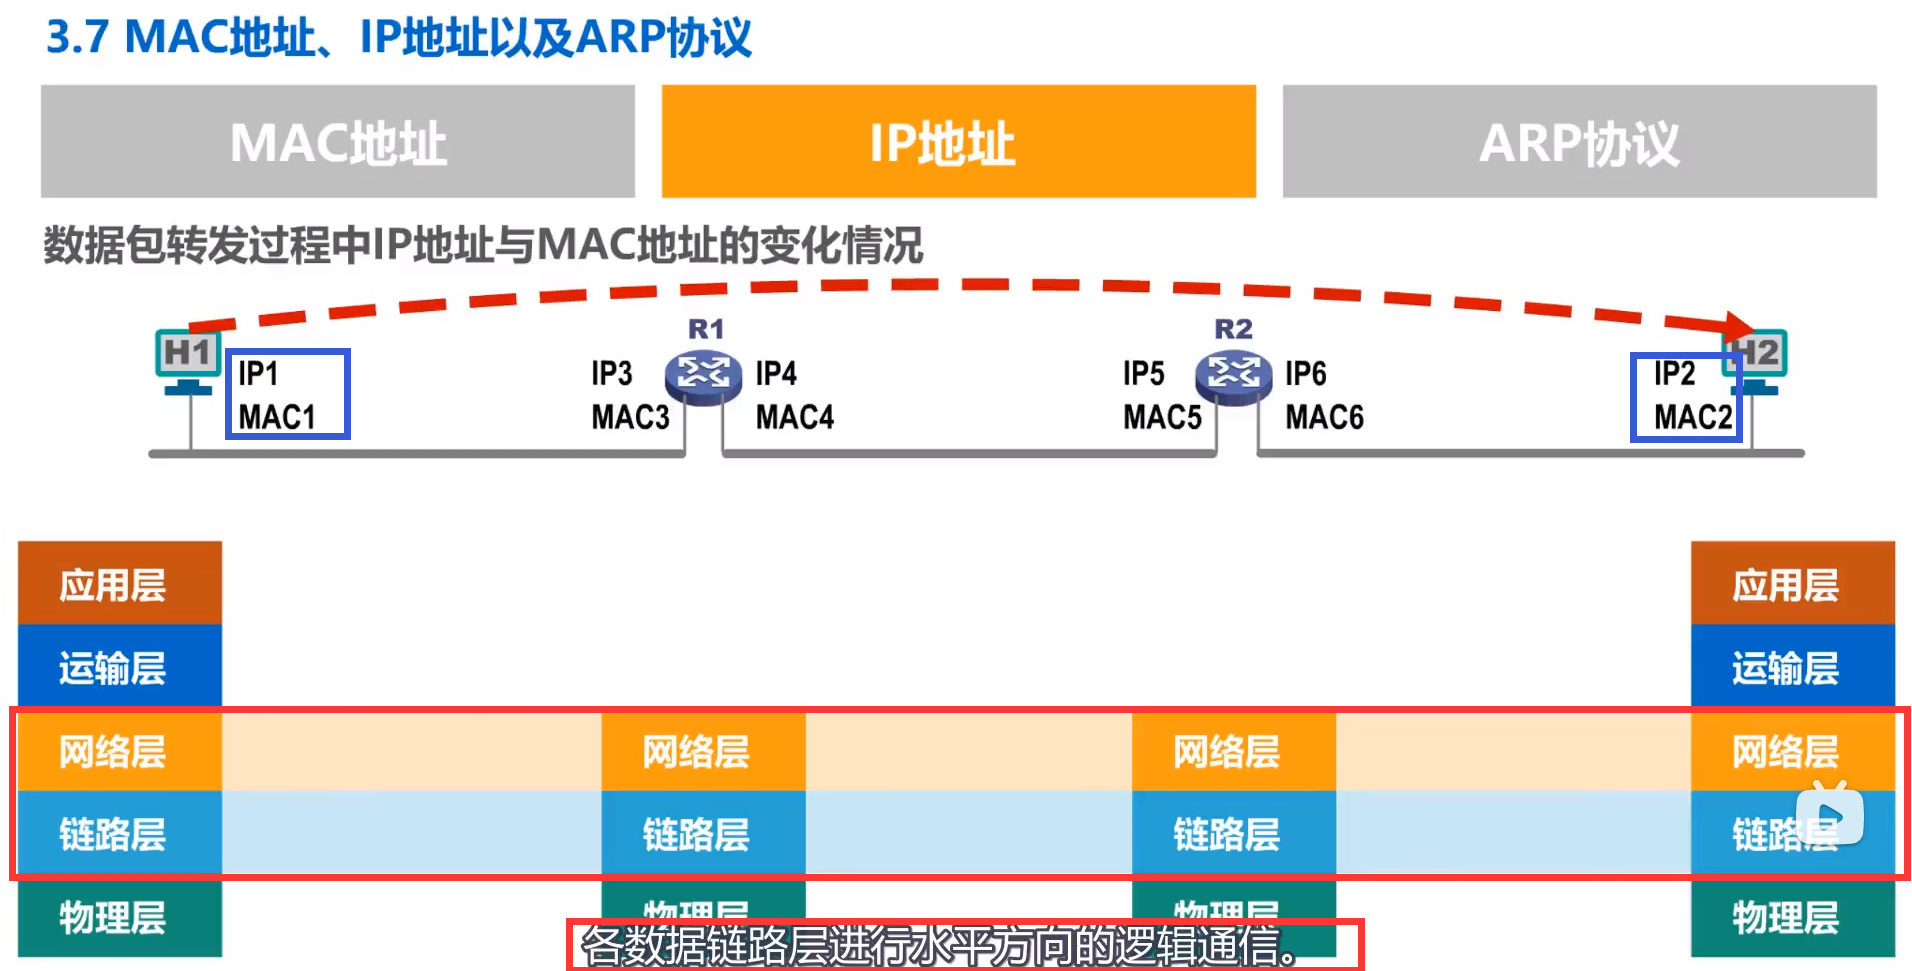 3.7 MAC地址、IP地址以及ARP协议
MAC地址
IP地址
ARP协议
数据包转发过程中IP地址与MAC地址的变化情况
H1
IP1
MAC1
IP3
MAC3
R1
IP4
MAC4
IP5
MAC5
R2
IP6
MAC6
IP2
MAC2
H2
应用层
应用层
运输层
运输层
网络层
网络层
网络层
网络层
链路层
链路层
链路层
链路层
物理层
物理层
物理层
物理层
各数据链路层进行水平方向的逻辑通信。